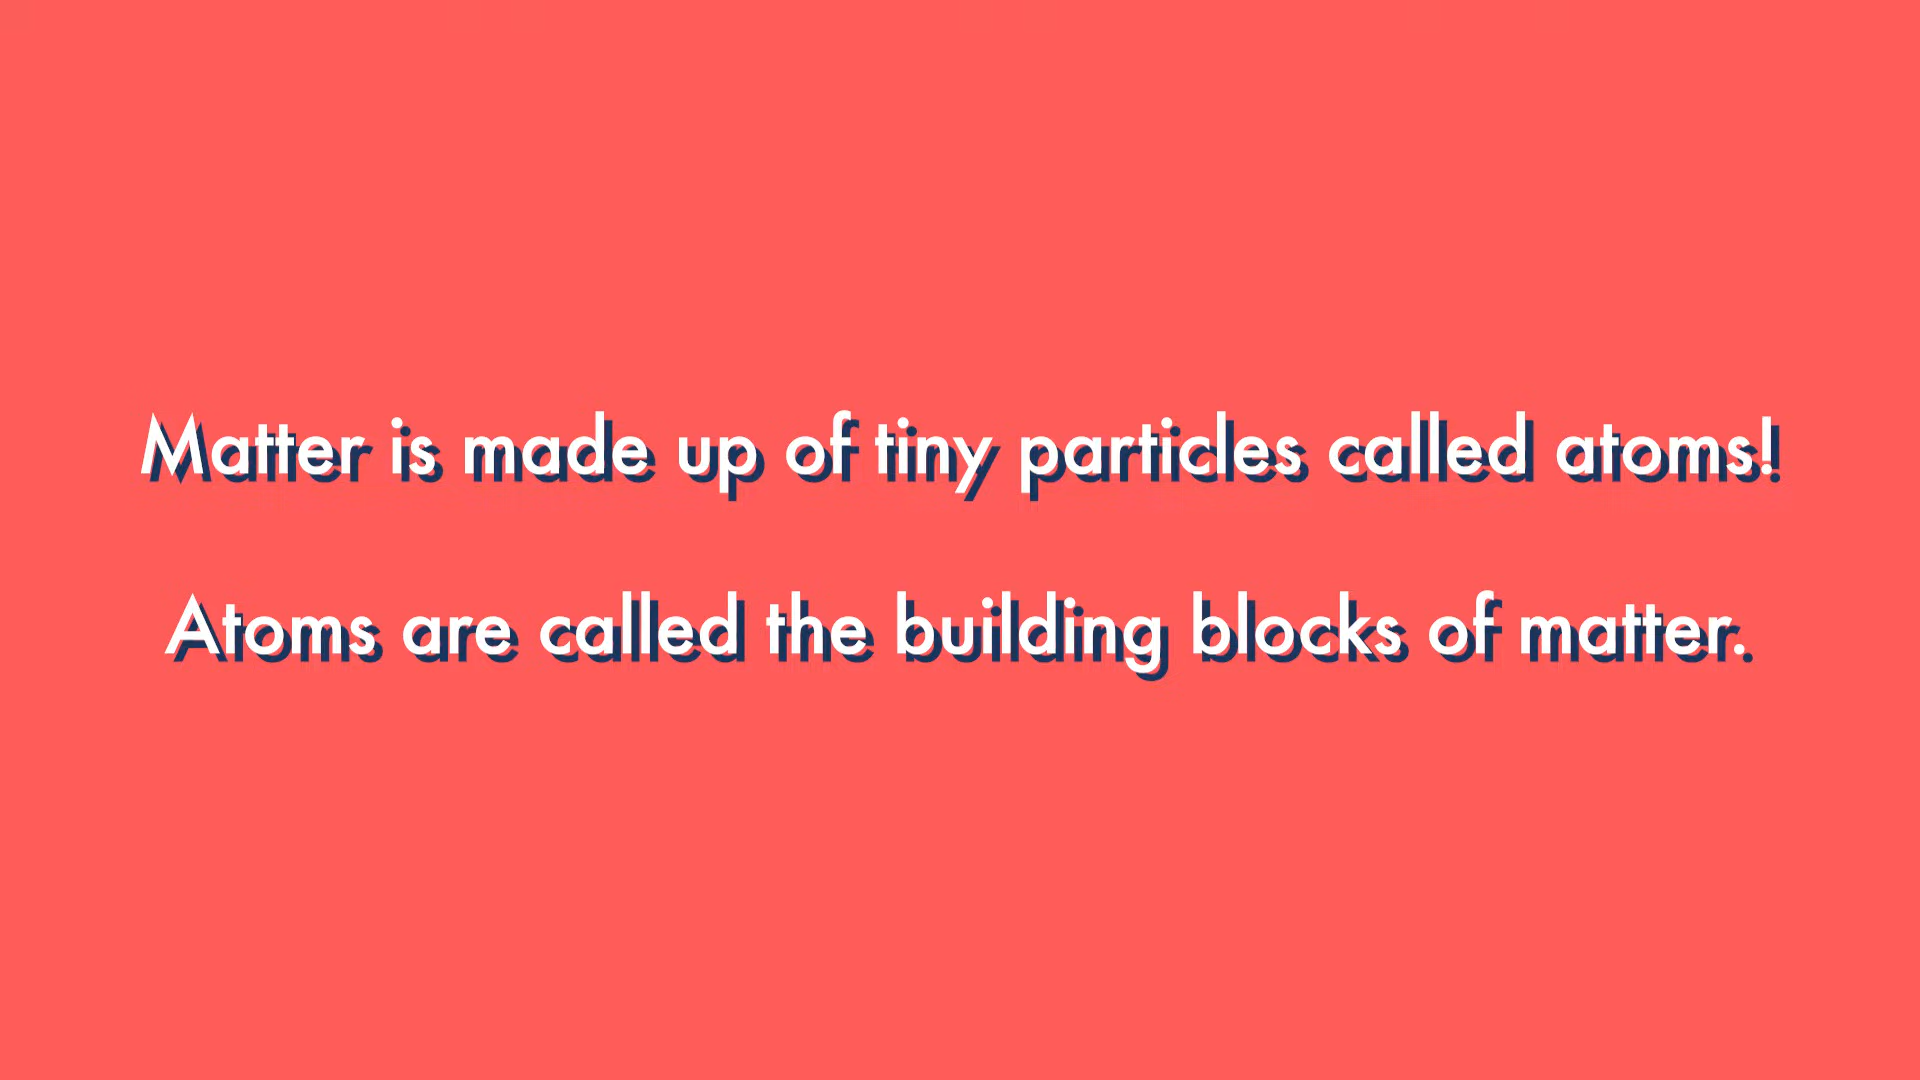 Matter is made up of tiny particles called atoms!
Atoms are called the building blocks of matter.